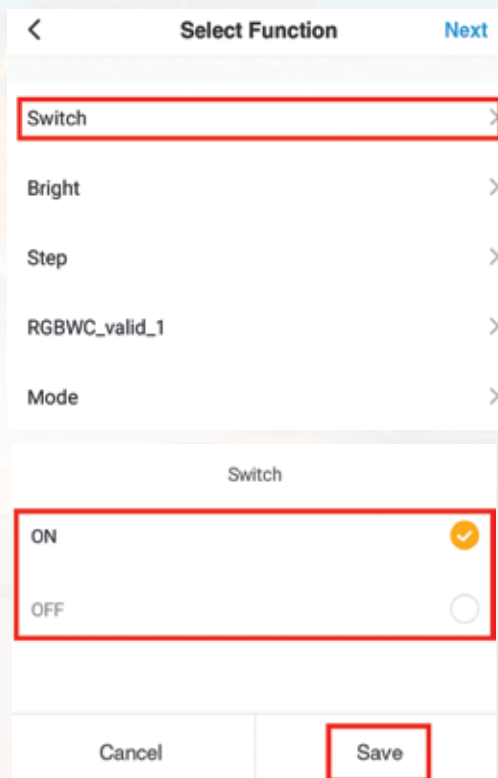 Select Function Next
Switch
Bright
Step
RGBWC_valid_1
Mode
Switch
ON
OFF
Cancel Save